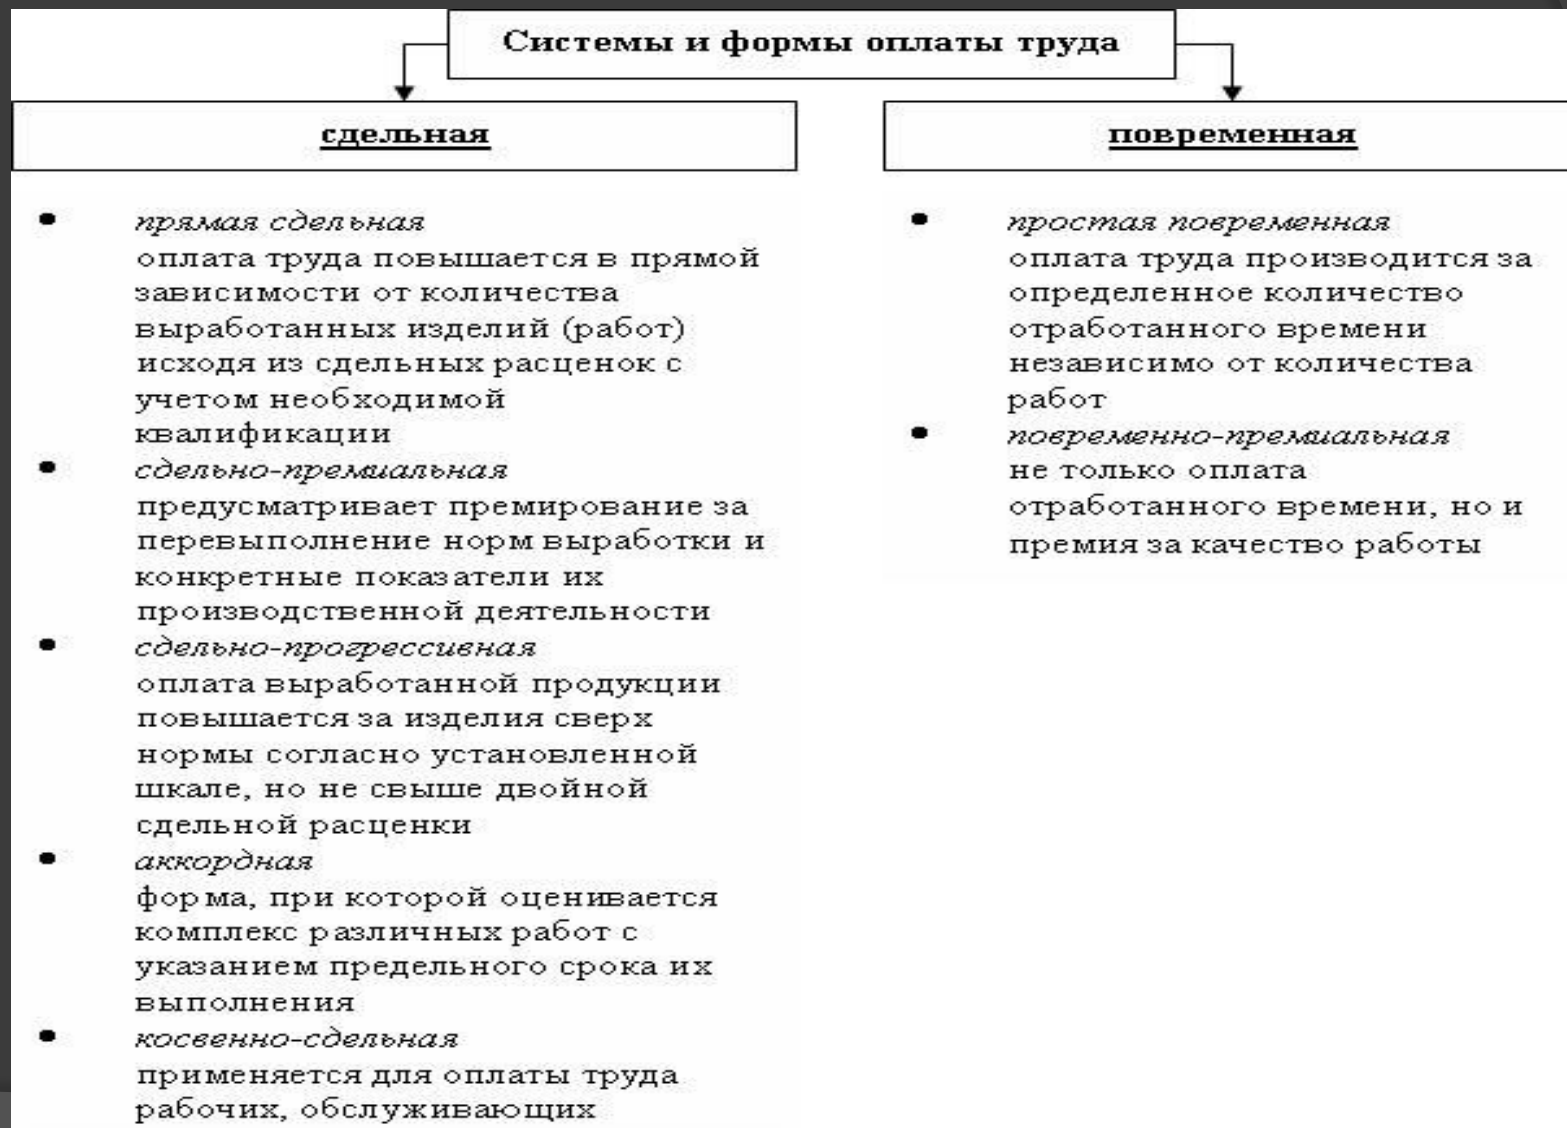 Системы и формы оплаты труда
сдельная
прямая сдельная
оплата труда повышается в прямой
зависимости от количества
выработанных изделий (работ)
исходя из сдельных расценок с
учетом необходимой
квалификации
сдельно-премиальная
предусматривает премирование за
перевыполнение норм выработки и
конкретные показатели их
производственной деятельности
сдельно-прогрессивная
оплата выработанной продукции
повышается за изделия сверх
нормы согласно установленной
шкале, но не свыше двойной
сдельной расценки
аккордная
форма, при которой оценивается
комплекс различных работ с
указанием предельного срока их
выполнения
косвенно-сдельная
применяется для оплаты труда
рабочих, обслуживающих
повременная
простая повременная
оплата труда производится за
определенное количество
отработанного времени
независимо от количества
работ
повременно-премиальная
не только оплата
отработанного времени, но и
премия за качество работы